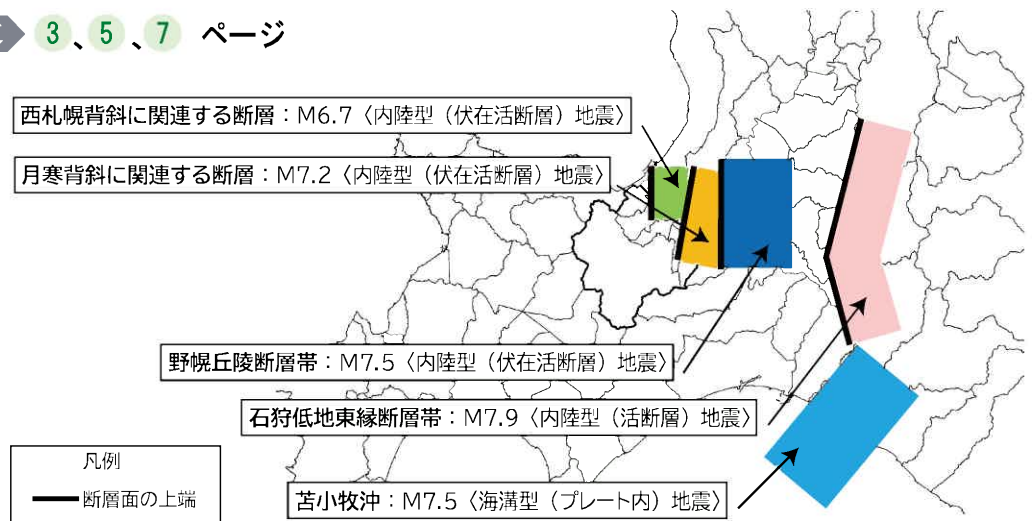 3、5、7 ページ
西札幌背斜に関連する断層：M6.7〈内陸型（伏在活断層）地震〉
月寒背斜に関連する断層：M7.2〈内陸型（伏在活断層）地震〉
野幌丘陵断層帯：M7.5〈内陸型（伏在活断層）地震〉
石狩低地東縁断層帯：M7.9〈内陸型（活断層）地震〉
苫小牧沖：M7.5〈海溝型（プレート内）地震〉
凡例
断層面の上端